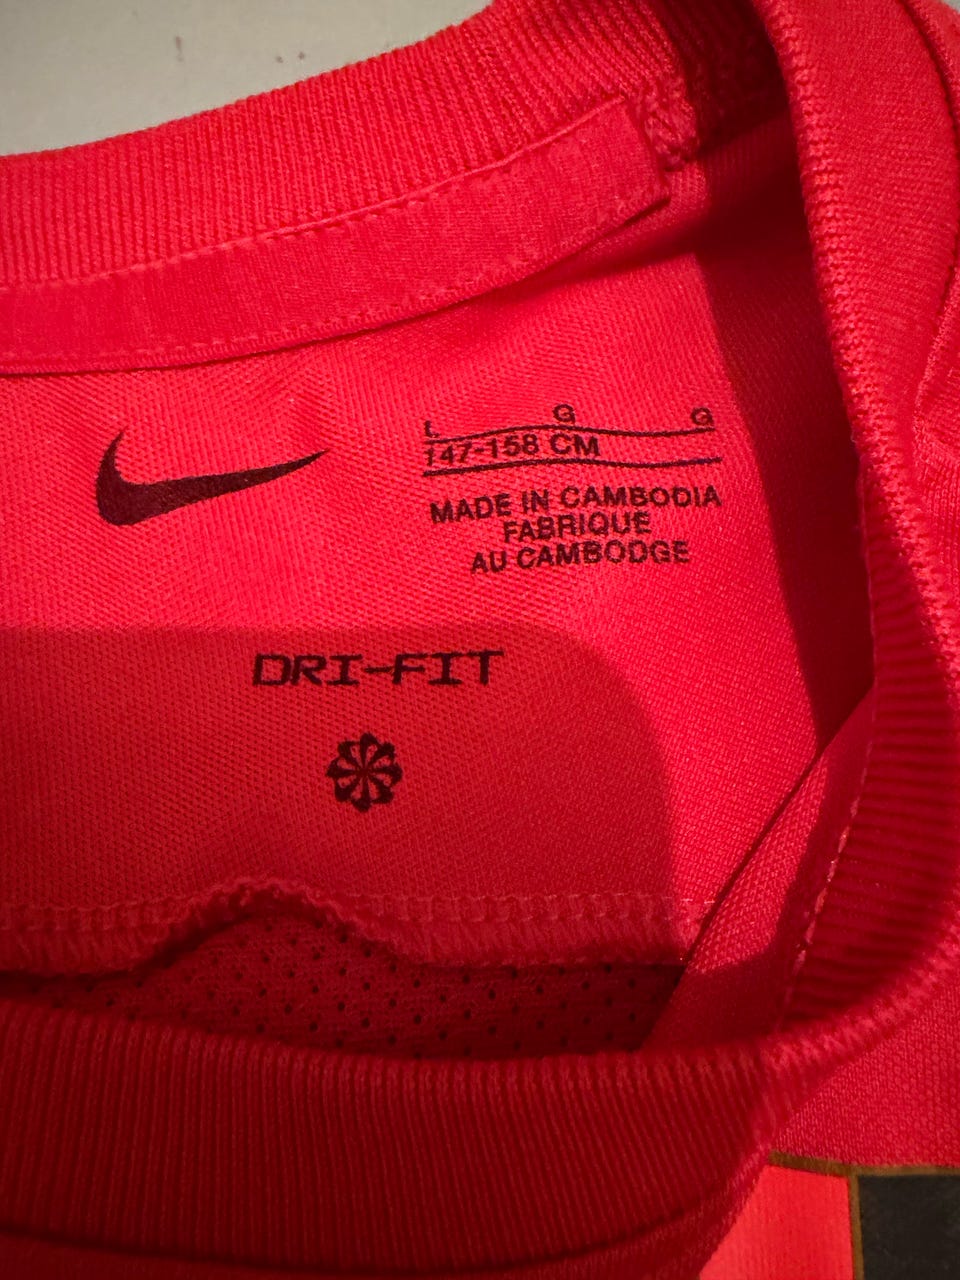 L G G
147-158 CM
MADE IN CAMBODIA
FABRIQUE
AU CAMBODGE
DRI-FIT